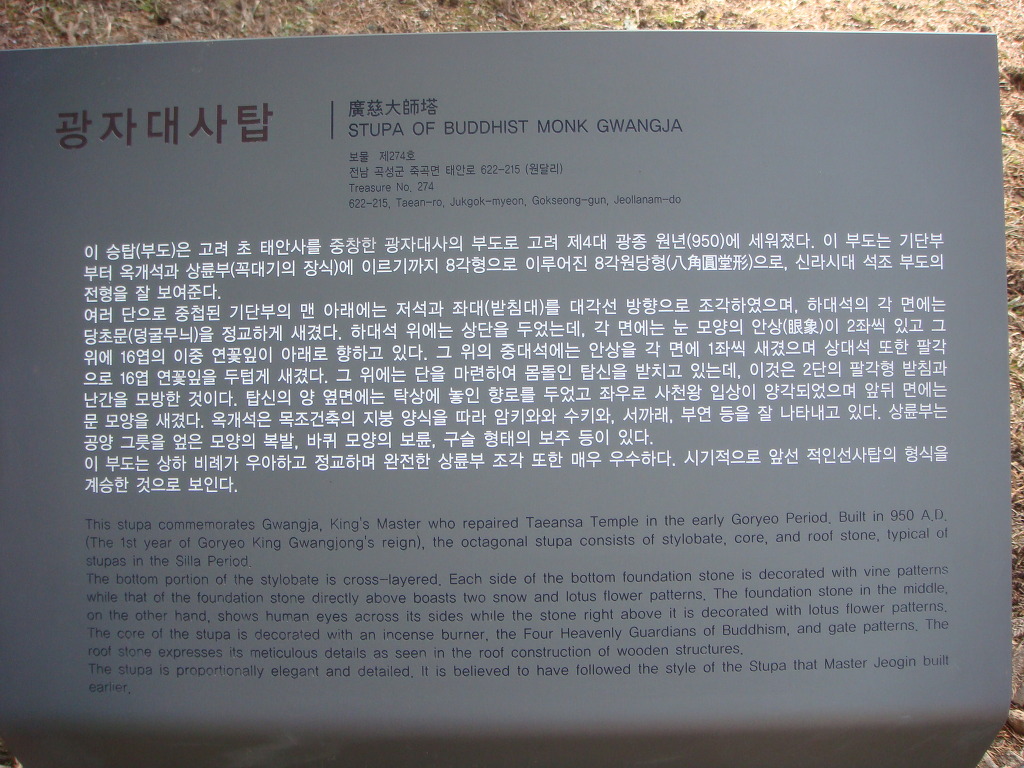 광자대사탑
廣慈大師塔
STUPA OF BUDDHIST MONK GWANGJA
보물 제274호
전남 곡성군 죽곡면 태안로 622-215 (원달리)
Treasure No. 274
622-215, Taean-ro, Jukgok-myeon, Gokseong-gun, Jeollanam-do
이 승탑(부도)은 고려 초 태안사를 중창한 광자대사의 부도로 고려 제4대 광종 원년(950)에 세워졌다. 이 부도는 기단부
부터 옥개석과 상륜부(꼭대기의 장식)에 이르기까지 8각형으로 이루어진 8각원당형(八角圓堂形)으로, 신라시대 석조 부도의
전형을 잘 보여준다.
여러 단으로 중첩된 기단부의 맨 아래에는 저석과 좌대(받침대)를 대각선 방향으로 조각하였으며, 하대석의 각 면에는
당초문(덩굴무늬)을 정교하게 새겼다. 하대석 위에는 상단을 두었는데, 각 면에는 눈 모양의 안상(眼象)이 2좌씩 있고 그
위에 16엽의 이중 연꽃잎이 아래로 향하고 있다. 그 위의 중대석에는 안상을 각 면에 1좌씩 새겼으며 상대석 또한 팔각
으로 16엽 연꽃잎을 두텁게 새겼다. 그 위에는 단을 마련하여 몸돌인 탑신을 받치고 있는데, 이것은 2단의 팔각형 받침과
난간을 모방한 것이다. 탑신의 양 옆면에는 탁상에 놓인 향로를 두었고 좌우로 사천왕 입상이 양각되었으며 앞뒤 면에는
문 모양을 새겼다. 옥개석은 목조건축의 지붕 양식을 따라 암키와와 수키와, 서까래, 부연 등을 잘 나타내고 있다. 상륜부는
공양 그릇을 엎은 모양의 복발, 바퀴 모양의 보륜, 구슬 형태의 보주 등이 있다.
이 부도는 상하 비례가 우아하고 정교하며 완전한 상륜부 조각 또한 매우 우수하다. 시기적으로 앞선 적인선사탑의 형식을
계승한 것으로 보인다.
This stupa commemorates Gwangja, King's Master who repaired Taeansa Temple in the early Goryeo Period. Built in 950 A.D.
(The 1st year of Goryeo King Gwangjong's reign), the octagonal stupa consists of stylobate, core, and roof stone, typical of
stupas in the Silla Period.
The bottom portion of the stylobate is cross-layered. Each side of the bottom foundation stone is decorated with vine patterns
while that of the foundation stone directly above boasts two snow and lotus flower patterns. The foundation stone in the middle,
on the other hand, shows human eyes across its sides while the stone right above it is decorated with lotus flower patterns.
The core of the stupa is decorated with an incense burner, the Four Heavenly Guardians of Buddhism, and gate patterns. The
roof stone expresses its meticulous details as seen in the roof construction of wooden structures.
The stupa is proportionally elegant and detailed. It is believed to have followed the style of the Stupa that Master Jeogin built
earlier.